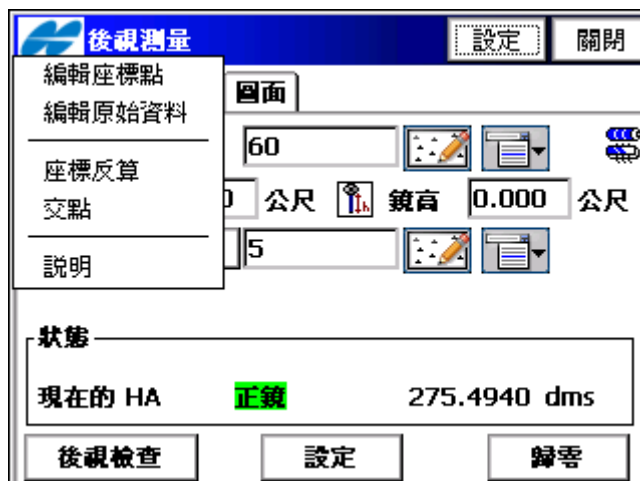 後視測量 設定 關閉
編輯座標點
圖面
編輯原始資料
60
座標反算
公尺 鏡高 0.000 公尺
交點
5
説明
狀態
現在的 HA 正鏡 275.4940 dms
後視檢查 設定 歸零